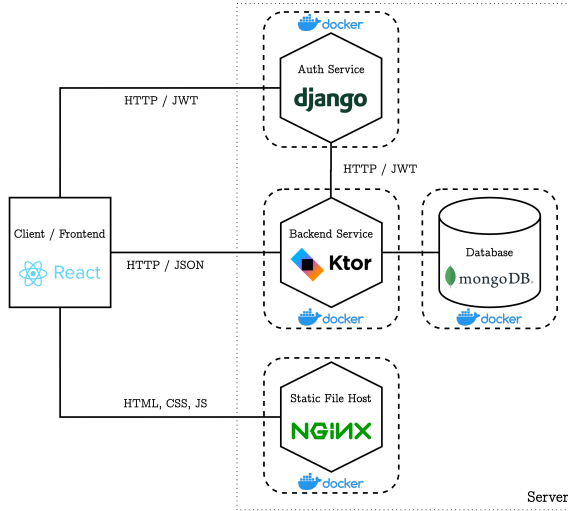 docker
Auth Service
django
HTTP / JWT
HTTP / JWT
Client / Frontend
React
HTTP / JSON
Backend Service
Ktor
docker
Database
mongoDB.
docker
Static File Host
NGINX
HTML, CSS, JS
docker
Server